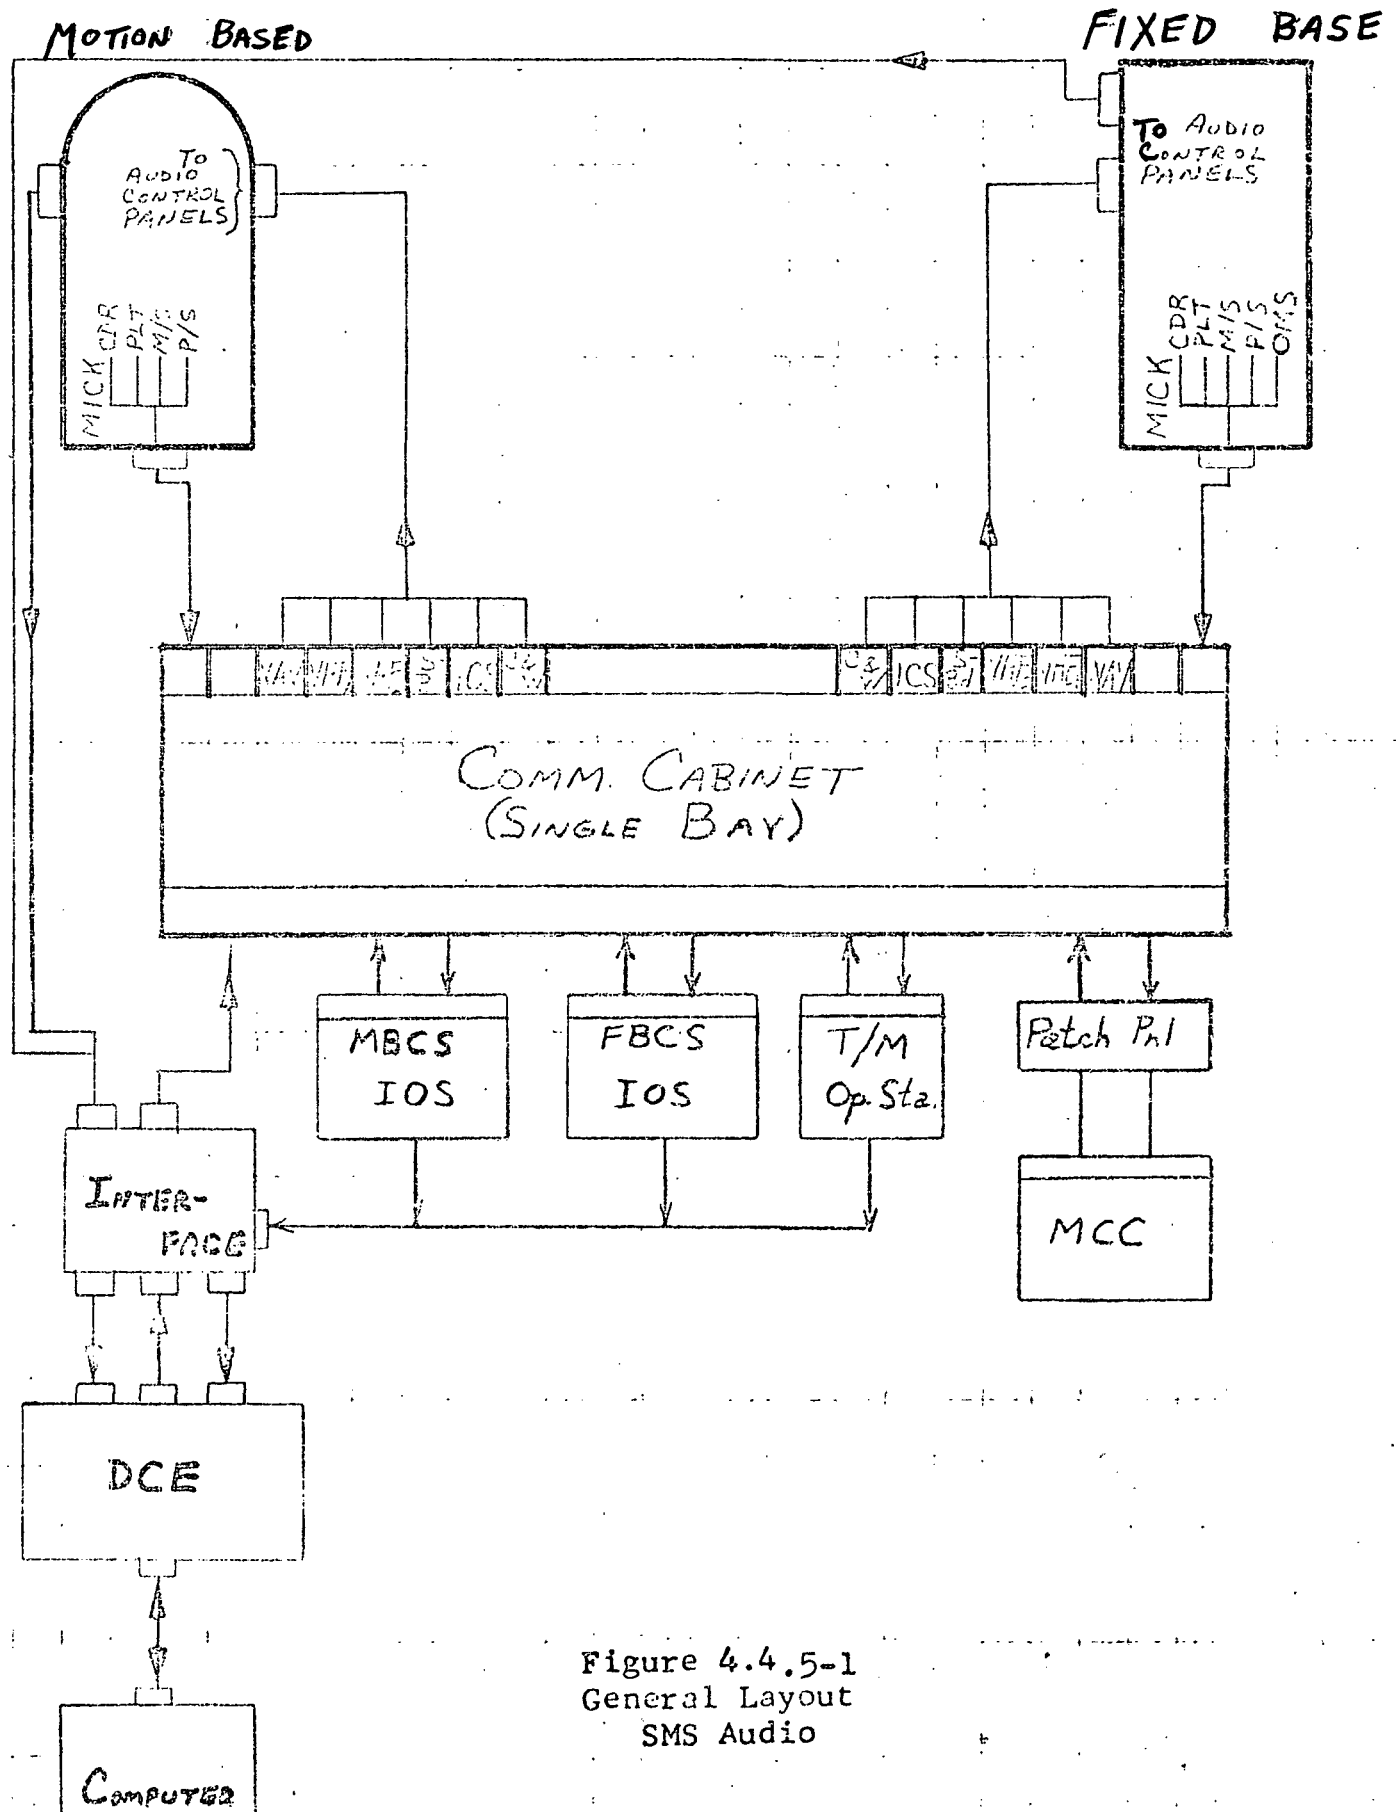 MOTION BASED
FIXED BASE
TO
AUDIO
CONTROL
PANELS
TO AUDIO
CONTROL
PANELS
MICK
CDR
PLT
M/S
P/S
MICK
CDR
PLT
M/S
P/S
OMS
ICS
ICS
COMM. CABINET
(SINGLE BAY)
MBCS
IOS
FBCS
IOS
T/M
Op. Sta.
Patch Pnl
INTER-
FACE
MCC
DCE
Figure 4.4.5-1
General Layout
SMS Audio
COMPUTER